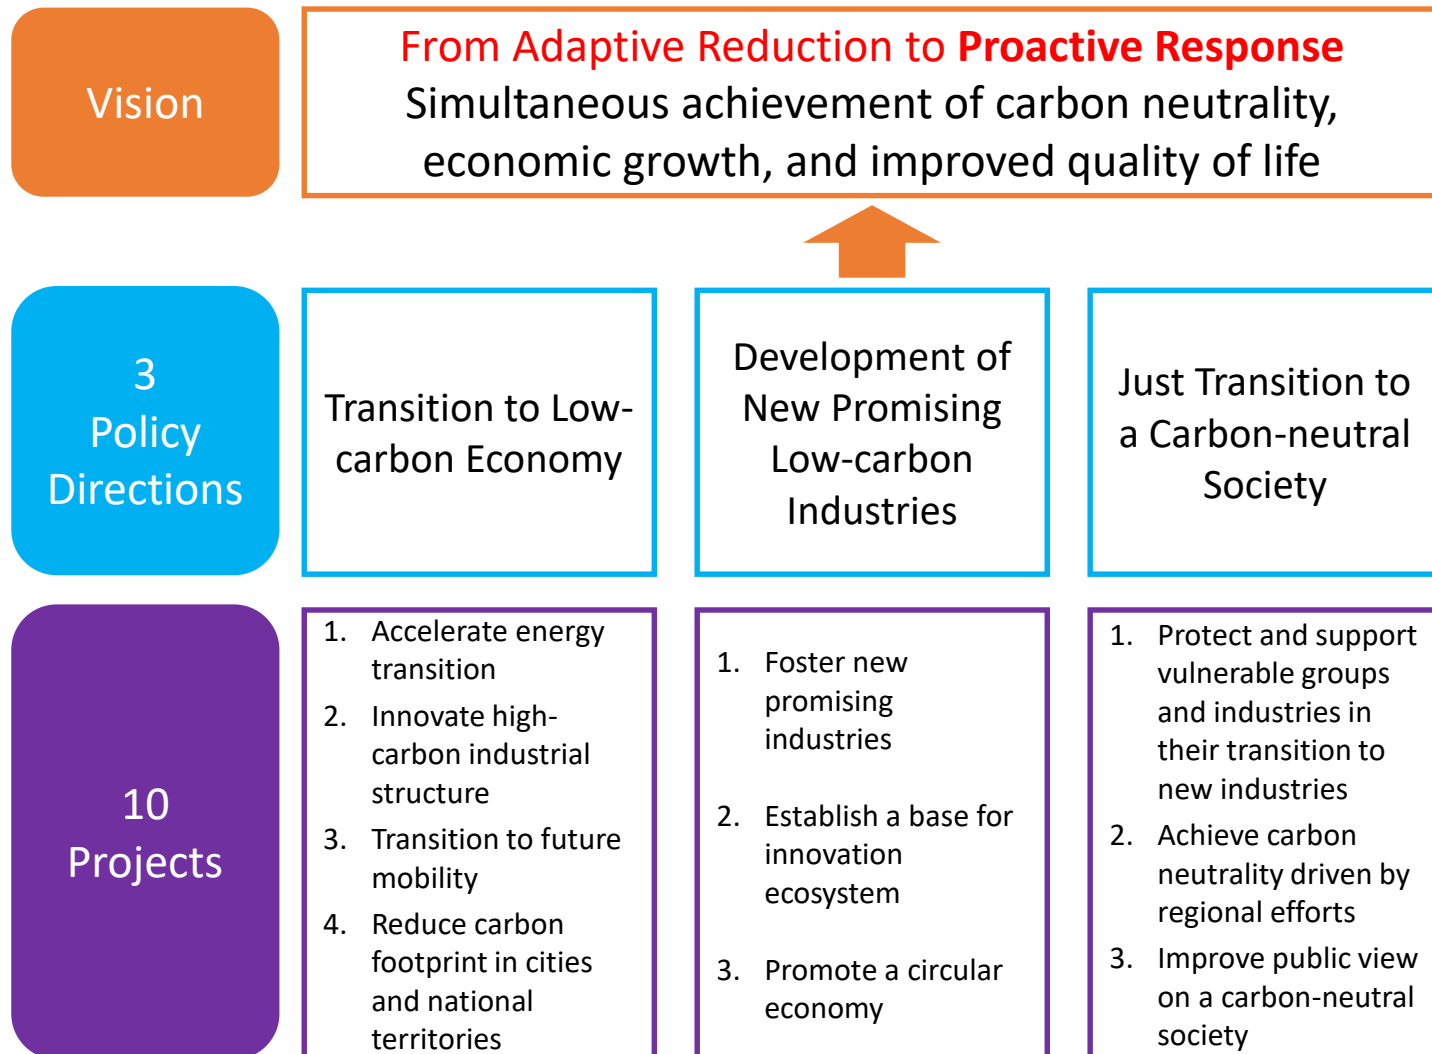 Vision
From Adaptive Reduction to Proactive Response
Simultaneous achievement of carbon neutrality,
economic growth, and improved quality of life
3
Policy
Directions
Transition to Low-
carbon Economy
Development of
New Promising
Low-carbon
Industries
Just Transition to
a Carbon-neutral
Society
10
Projects
1. Accelerate energy
transition
2. Innovate high-
carbon industrial
structure
3. Transition to future
mobility
4. Reduce carbon
footprint in cities
and national
territories
1. Foster new
promising
industries
2. Establish a base for
innovation
ecosystem
3. Promote a circular
economy
1. Protect and support
vulnerable groups
and industries in
their transition to
new industries
2. Achieve carbon
neutrality driven by
regional efforts
3. Improve public view
on a carbon-neutral
society